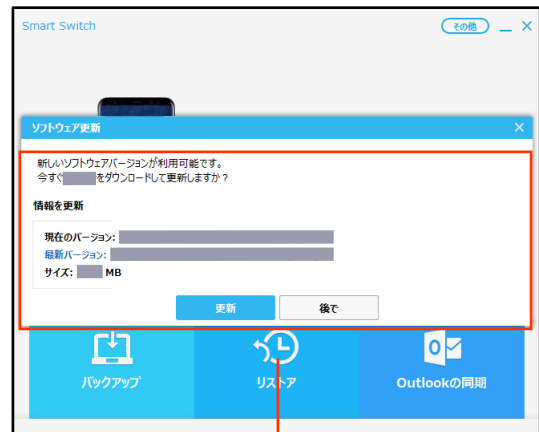 Smart Switch
その他
ソフトウェア更新
新しいソフトウェアバージョンが利用可能です。
今すぐ をダウンロードして更新しますか？
情報を更新
現在のバージョン:
最新バージョン:
サイズ: MB
更新 後で
バックアップ リストア Outlookの同期